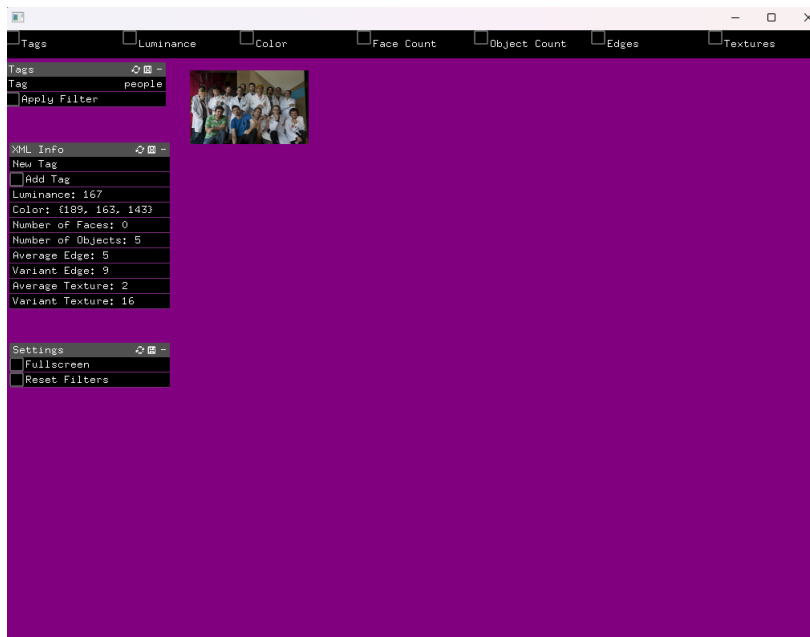 Tags Luminance Color Face Count Object Count Edges Textures
Tags
Tag people
Apply Filter
XML Info
New Tag
Add Tag
Luminance: 167
Color: {189, 163, 143}
Number of Faces: 0
Number of Objects: 5
Average Edge: 5
Variant Edge: 9
Average Texture: 2
Variant Texture: 16
Settings
Fullscreen
Reset Filters